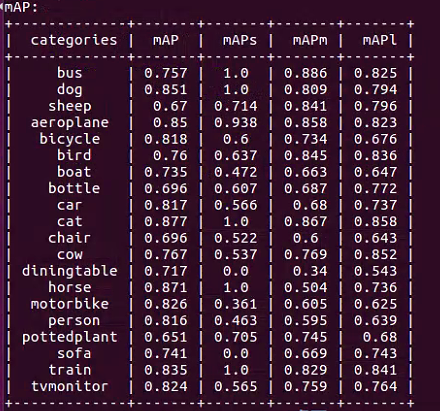 mAP:
+-------------+-------+-------+-------+-------+
| categories | mAP | mAPs | mAPm | mAPl |
+-------------+-------+-------+-------+-------+
| bus | 0.757 | 1.0 | 0.886 | 0.825 |
| dog | 0.851 | 1.0 | 0.809 | 0.794 |
| sheep | 0.67 | 0.714 | 0.841 | 0.796 |
| aeroplane | 0.85 | 0.938 | 0.858 | 0.823 |
| bicycle | 0.818 | 0.6 | 0.734 | 0.676 |
| bird | 0.76 | 0.637 | 0.845 | 0.836 |
| boat | 0.735 | 0.472 | 0.663 | 0.647 |
| bottle | 0.696 | 0.607 | 0.687 | 0.772 |
| car | 0.817 | 0.566 | 0.68 | 0.737 |
| cat | 0.877 | 1.0 | 0.867 | 0.858 |
| chair | 0.696 | 0.522 | 0.6 | 0.643 |
| cow | 0.767 | 0.537 | 0.769 | 0.852 |
| diningtable | 0.717 | 0.0 | 0.34 | 0.543 |
| horse | 0.871 | 1.0 | 0.504 | 0.736 |
| motorbike | 0.826 | 0.361 | 0.605 | 0.625 |
| person | 0.816 | 0.463 | 0.595 | 0.639 |
| pottedplant | 0.651 | 0.705 | 0.745 | 0.68 |
| sofa | 0.741 | 0.0 | 0.669 | 0.743 |
| train | 0.835 | 1.0 | 0.829 | 0.841 |
| tvmonitor | 0.824 | 0.565 | 0.759 | 0.764 |
+-------------+-------+-------+-------+-------+